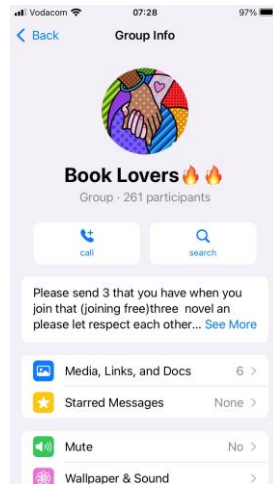 Vodacom 07:28 97%
Back Group Info
Book Lovers🔥🔥
Group · 261 participants
call search
Please send 3 that you have when you
join that (joining free)three novel an
please let respect each other... See More
Media, Links, and Docs 6
Starred Messages None
Mute No
Wallpaper & Sound